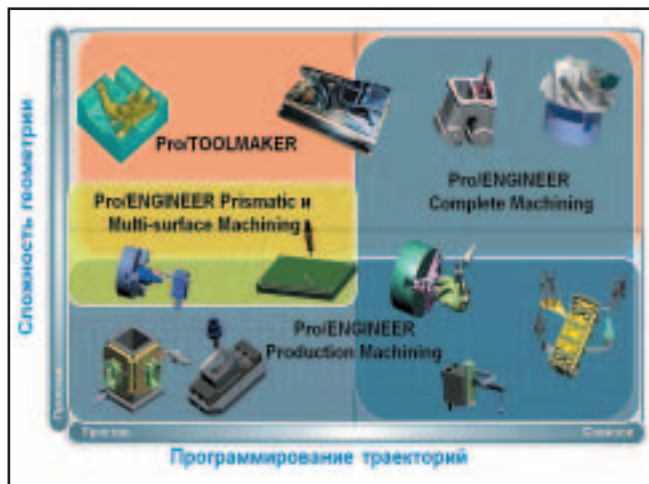 Сложность геометрии
Pro/TOOLMAKER
Pro/ENGINEER
Complete Machining
Pro/ENGINEER Prismatic и
Multi-surface Machining
Pro/ENGINEER
Production Machining
Программирование траекторий